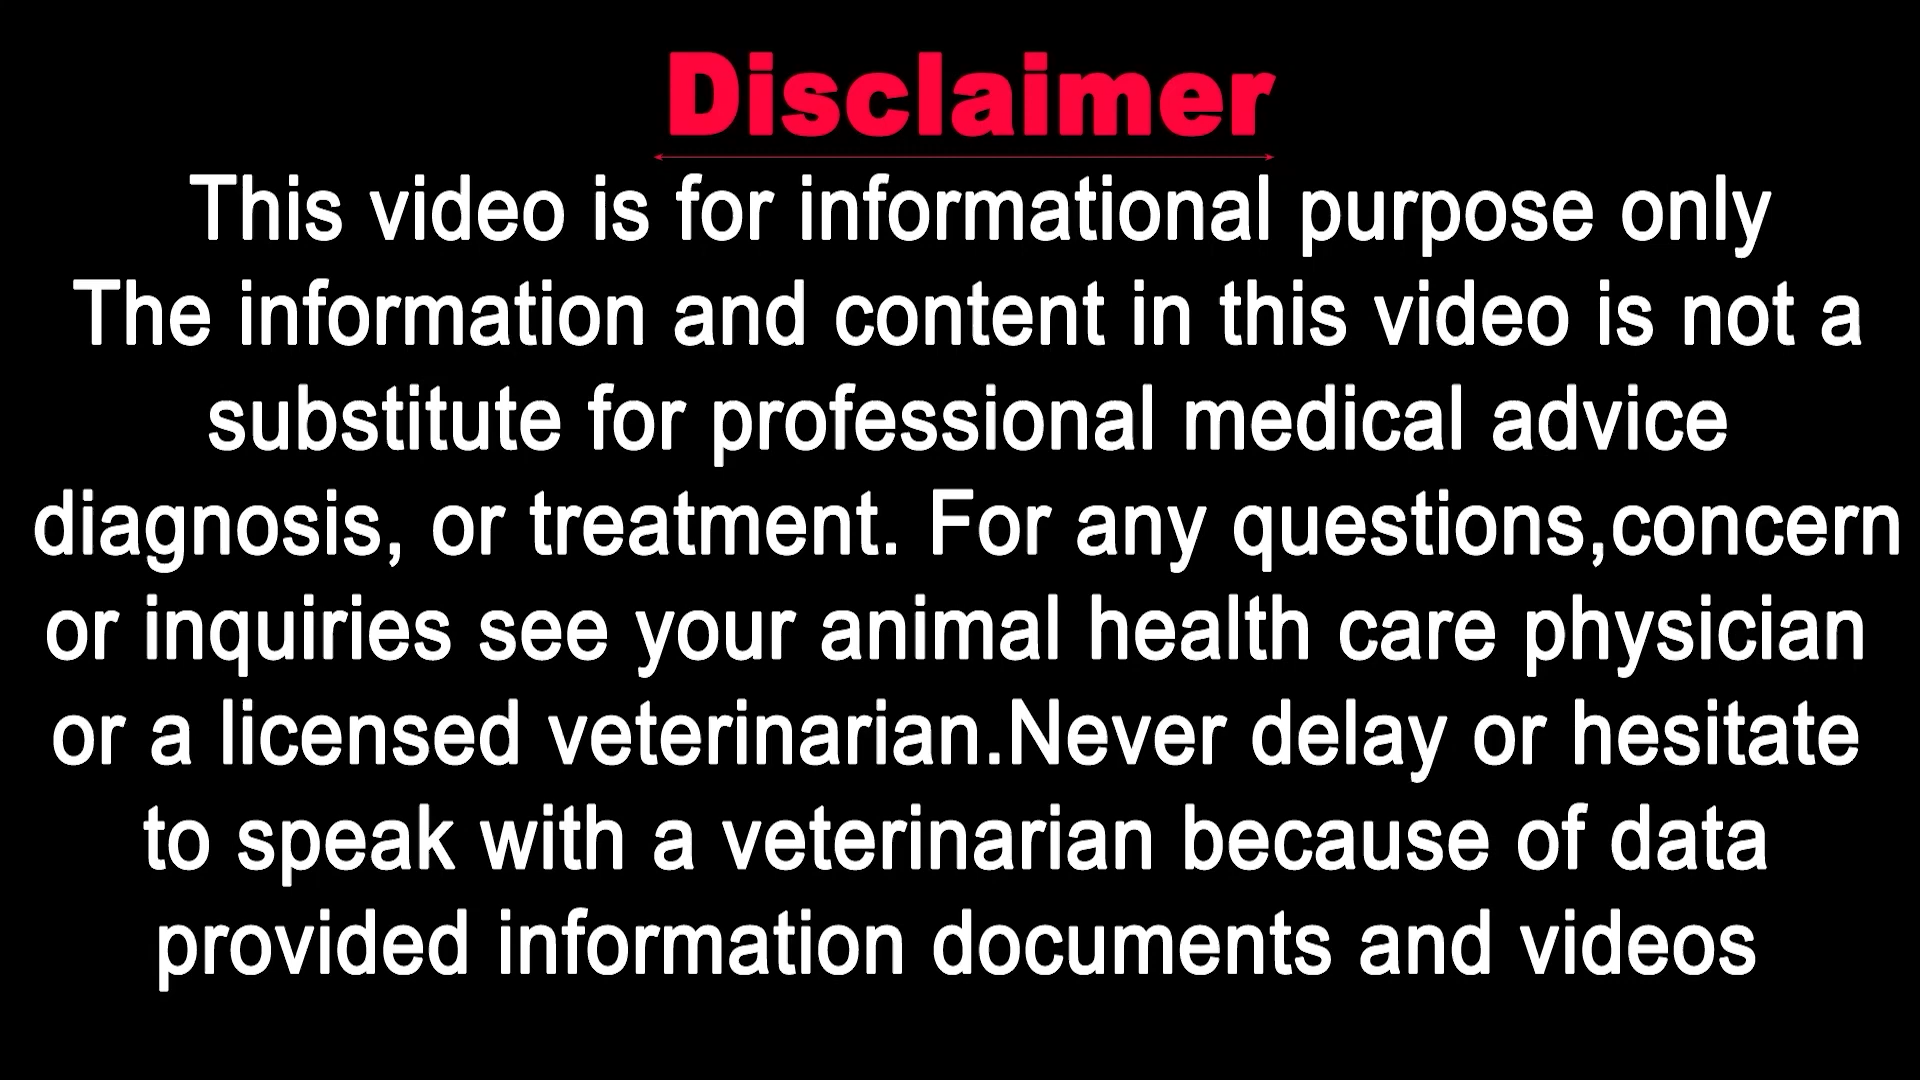 Disclaimer
This video is for informational purpose only
The information and content in this video is not a
substitute for professional medical advice
diagnosis, or treatment. For any questions,concern
or inquiries see your animal health care physician
or a licensed veterinarian.Never delay or hesitate
to speak with a veterinarian because of data
provided information documents and videos